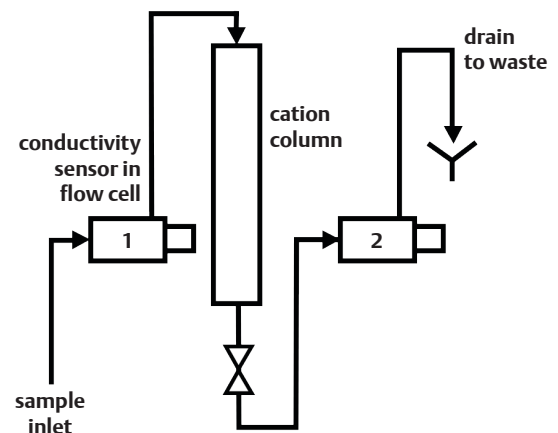 drain
to waste
cation
column
conductivity
sensor in
flow cell
1
2
sample
inlet